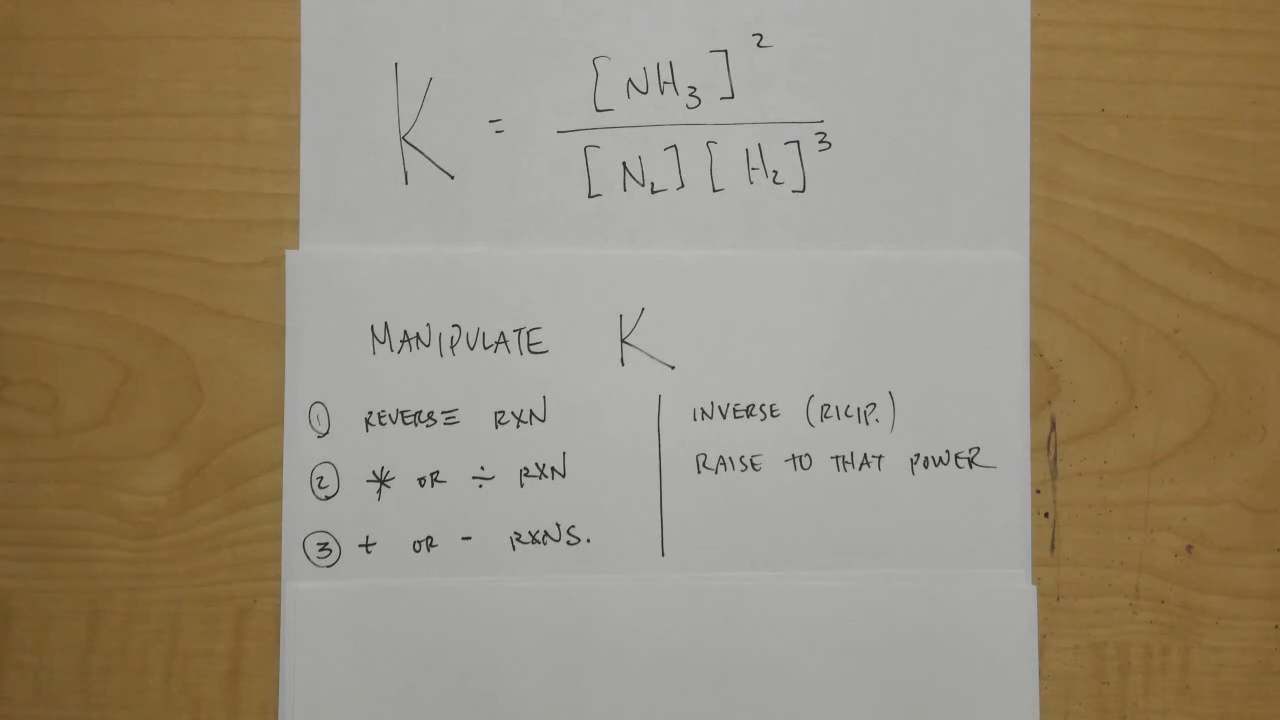 K = [NH₃]² / [N₂][H₂]³
MANIPULATE K
① REVERSE RXN | INVERSE (RICIP.)
② * OR ÷ RXN | RAISE TO THAT POWER
③ + OR - RXNS.